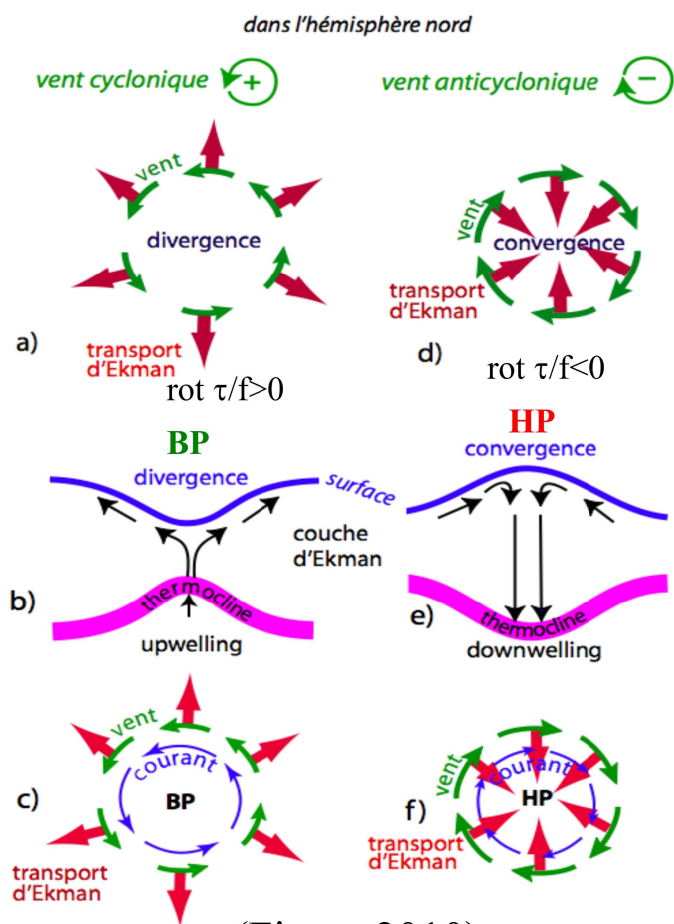 dans l'hémisphère nord
vent cyclonique +
vent anticyclonique −
vent
divergence
transport
d'Ekman
a)
rot τ/f>0
vent
convergence
transport
d'Ekman
d)
rot τ/f<0
BP
divergence
surface
couche
d'Ekman
thermocline
b)
upwelling
HP
convergence
thermocline
e)
downwelling
vent
courant
BP
c)
transport
d'Ekman
vent
courant
HP
f)
transport
d'Ekman